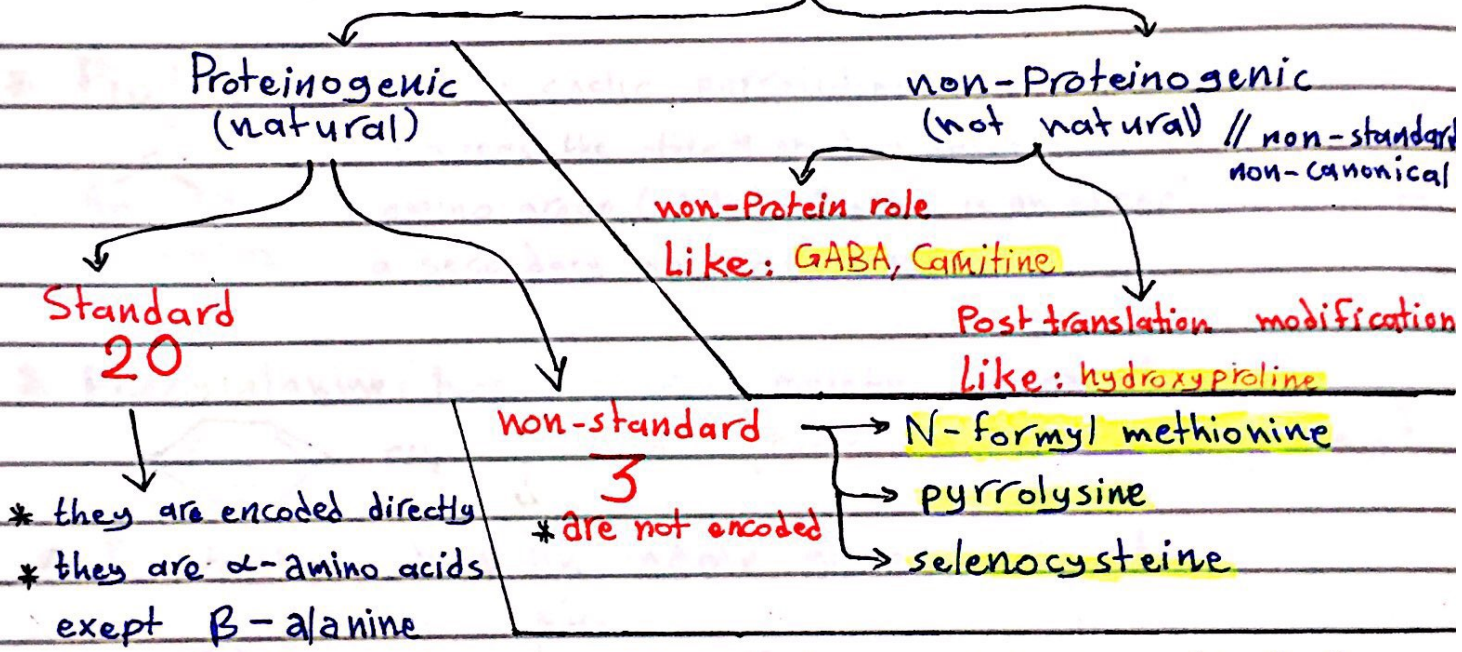 Proteinogenic
(natural)
non-Proteinogenic
(not natural) // non-standard
non-canonical
non-Protein role
Like: GABA, Carnitine
Post translation modification
Like: hydroxyproline
Standard
20
* they are encoded directly
* they are α-amino acids
exept β-alanine
non-standard
3
* are not encoded
N-formyl methionine
pyrrolysine
selenocysteine